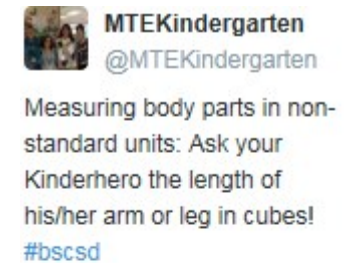 MTEKindergarten
@MTEKindergarten
Measuring body parts in non-
standard units: Ask your
Kinderhero the length of
his/her arm or leg in cubes!
#bscsd